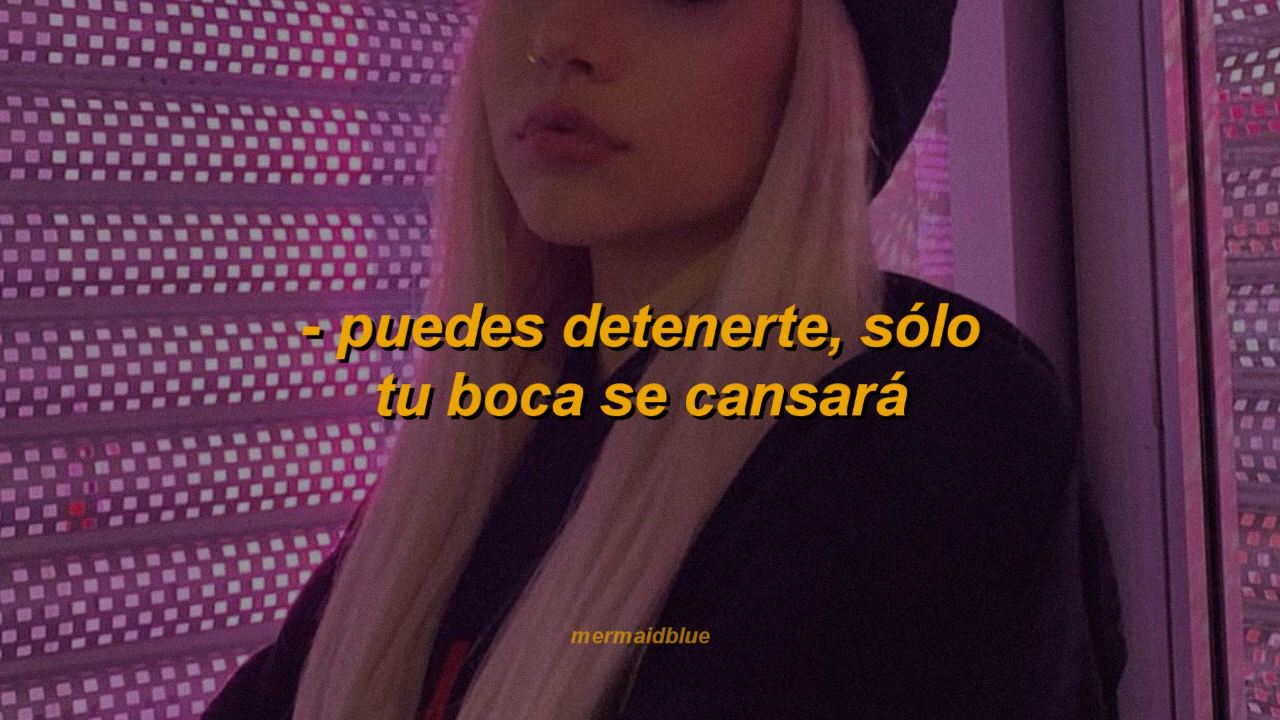 - puedes detenerte, sólo
tu boca se cansará
mermaidblue